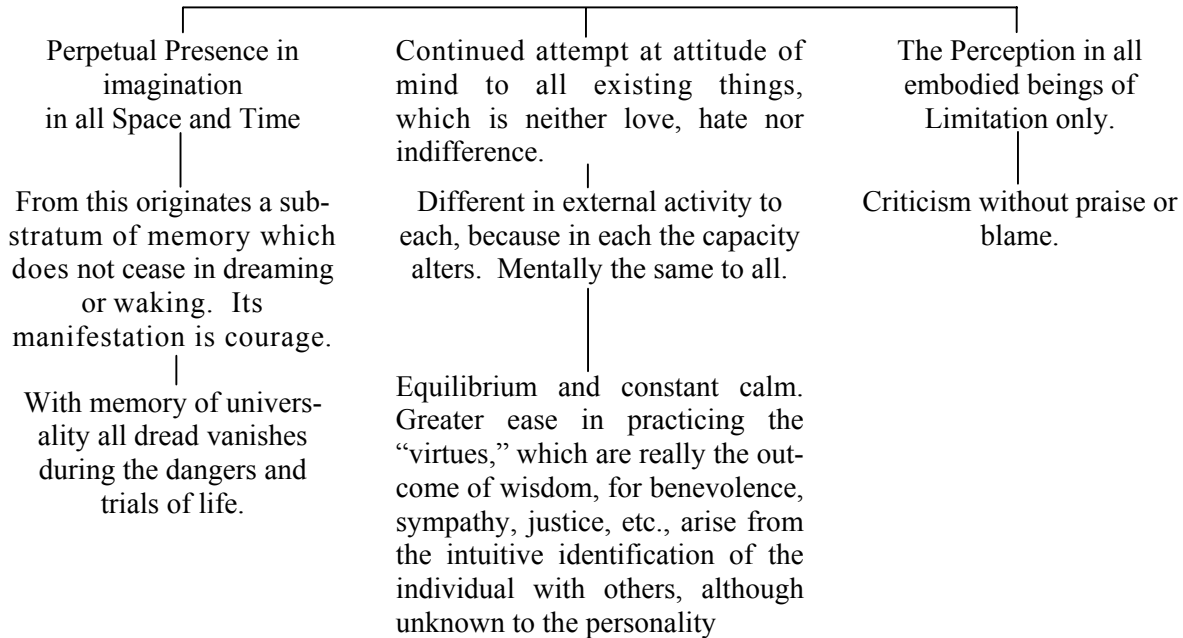 Perpetual Presence in
imagination
in all Space and Time
From this originates a sub-
stratum of memory which
does not cease in dreaming
or waking. Its
manifestation is courage.
With memory of univers-
ality all dread vanishes
during the dangers and
trials of life.
Continued attempt at attitude of
mind to all existing things,
which is neither love, hate nor
indifference.
Different in external activity to
each, because in each the capacity
alters. Mentally the same to all.
Equilibrium and constant calm.
Greater ease in practicing the
“virtues,” which are really the out-
come of wisdom, for benevolence,
sympathy, justice, etc., arise from
the intuitive identification of the
individual with others, although
unknown to the personality
The Perception in all
embodied beings of
Limitation only.
Criticism without praise or
blame.